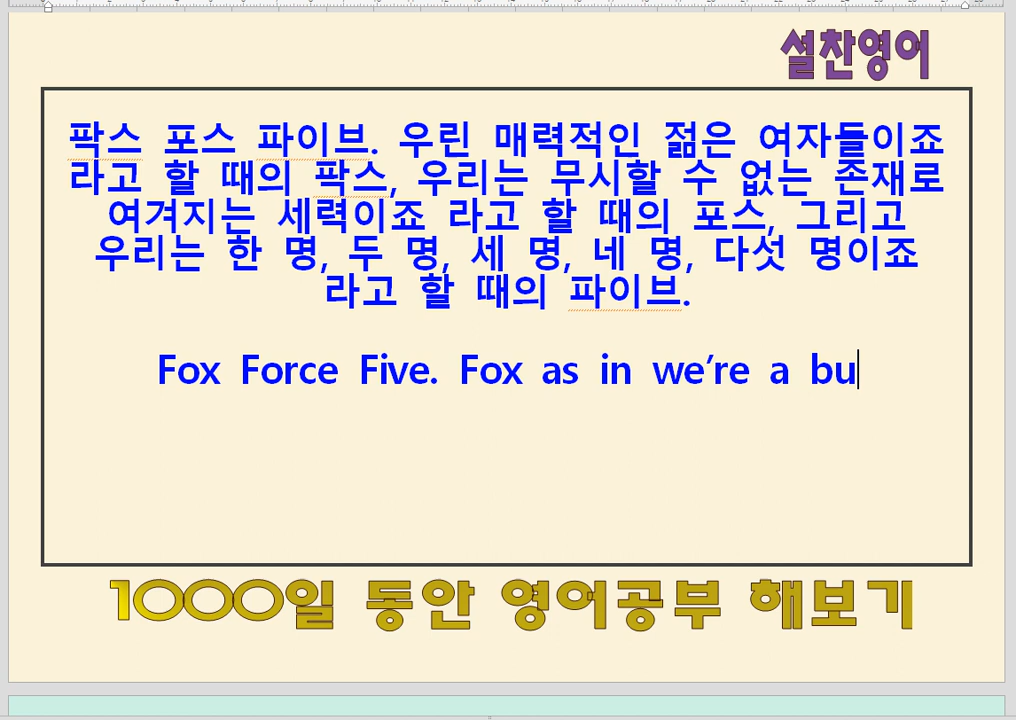 설찬영어
팍스 포스 파이브. 우린 매력적인 젊은 여자들이죠
라고 할 때의 팍스, 우리는 무시할 수 없는 존재로
여겨지는 세력이죠 라고 할 때의 포스, 그리고
우리는 한 명, 두 명, 세 명, 네 명, 다섯 명이죠
라고 할 때의 파이브.
Fox Force Five. Fox as in we’re a bu
1000일 동안 영어공부 해보기